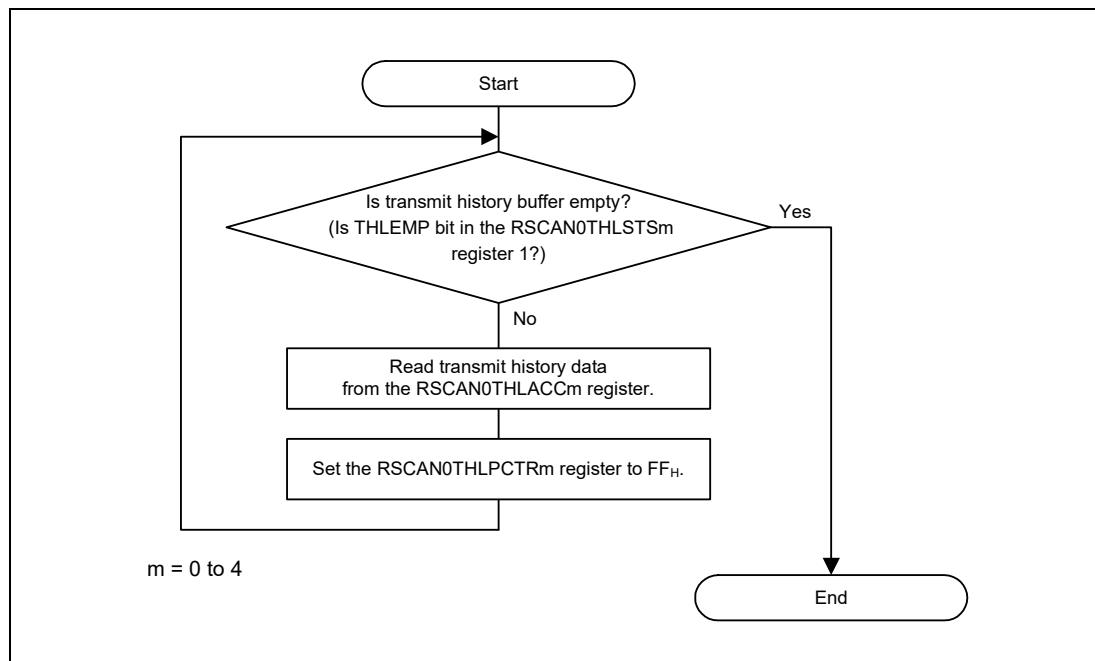 Start
Is transmit history buffer empty?
(Is THLEMP bit in the RSCAN0THLSTSm
register 1?)
Yes
No
Read transmit history data
from the RSCAN0THLACCm register.
Set the RSCAN0THLPCTRm register to FFH.
m = 0 to 4
End